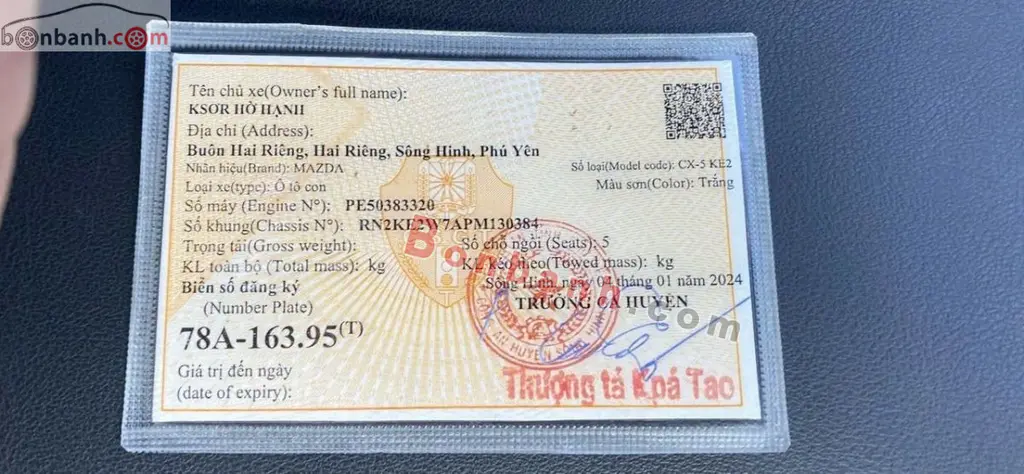 bonbanh.com
Tên chủ xe(Owner's full name):
KSOR HỜ HẠNH
Địa chỉ (Address):
Buôn Hai Riêng, Hai Riêng, Sông Hinh, Phú Yên
Nhãn hiệu(Brand): MAZDA Số loại(Model code): CX-5 KE2
Loại xe(type): Ô tô con Màu sơn(Color): Trắng
Số máy (Engine N°): PE50383320
Số khung(Chassis N°): RN2KE2W7APM130384
Trọng tải(Gross weight): Số chỗ ngồi (Seats): 5
KL toàn bộ (Total mass): kg KL kéo theo(Towed mass): kg
Biển số đăng ký Sông Hinh, ngày 04 tháng 01 năm 2024
(Number Plate) TRƯỞNG CA HUYỆN
78A-163.95(T)
Giá trị đến ngày
(date of expiry):
Thượng tá Kpá Tao
Bonbanh.com